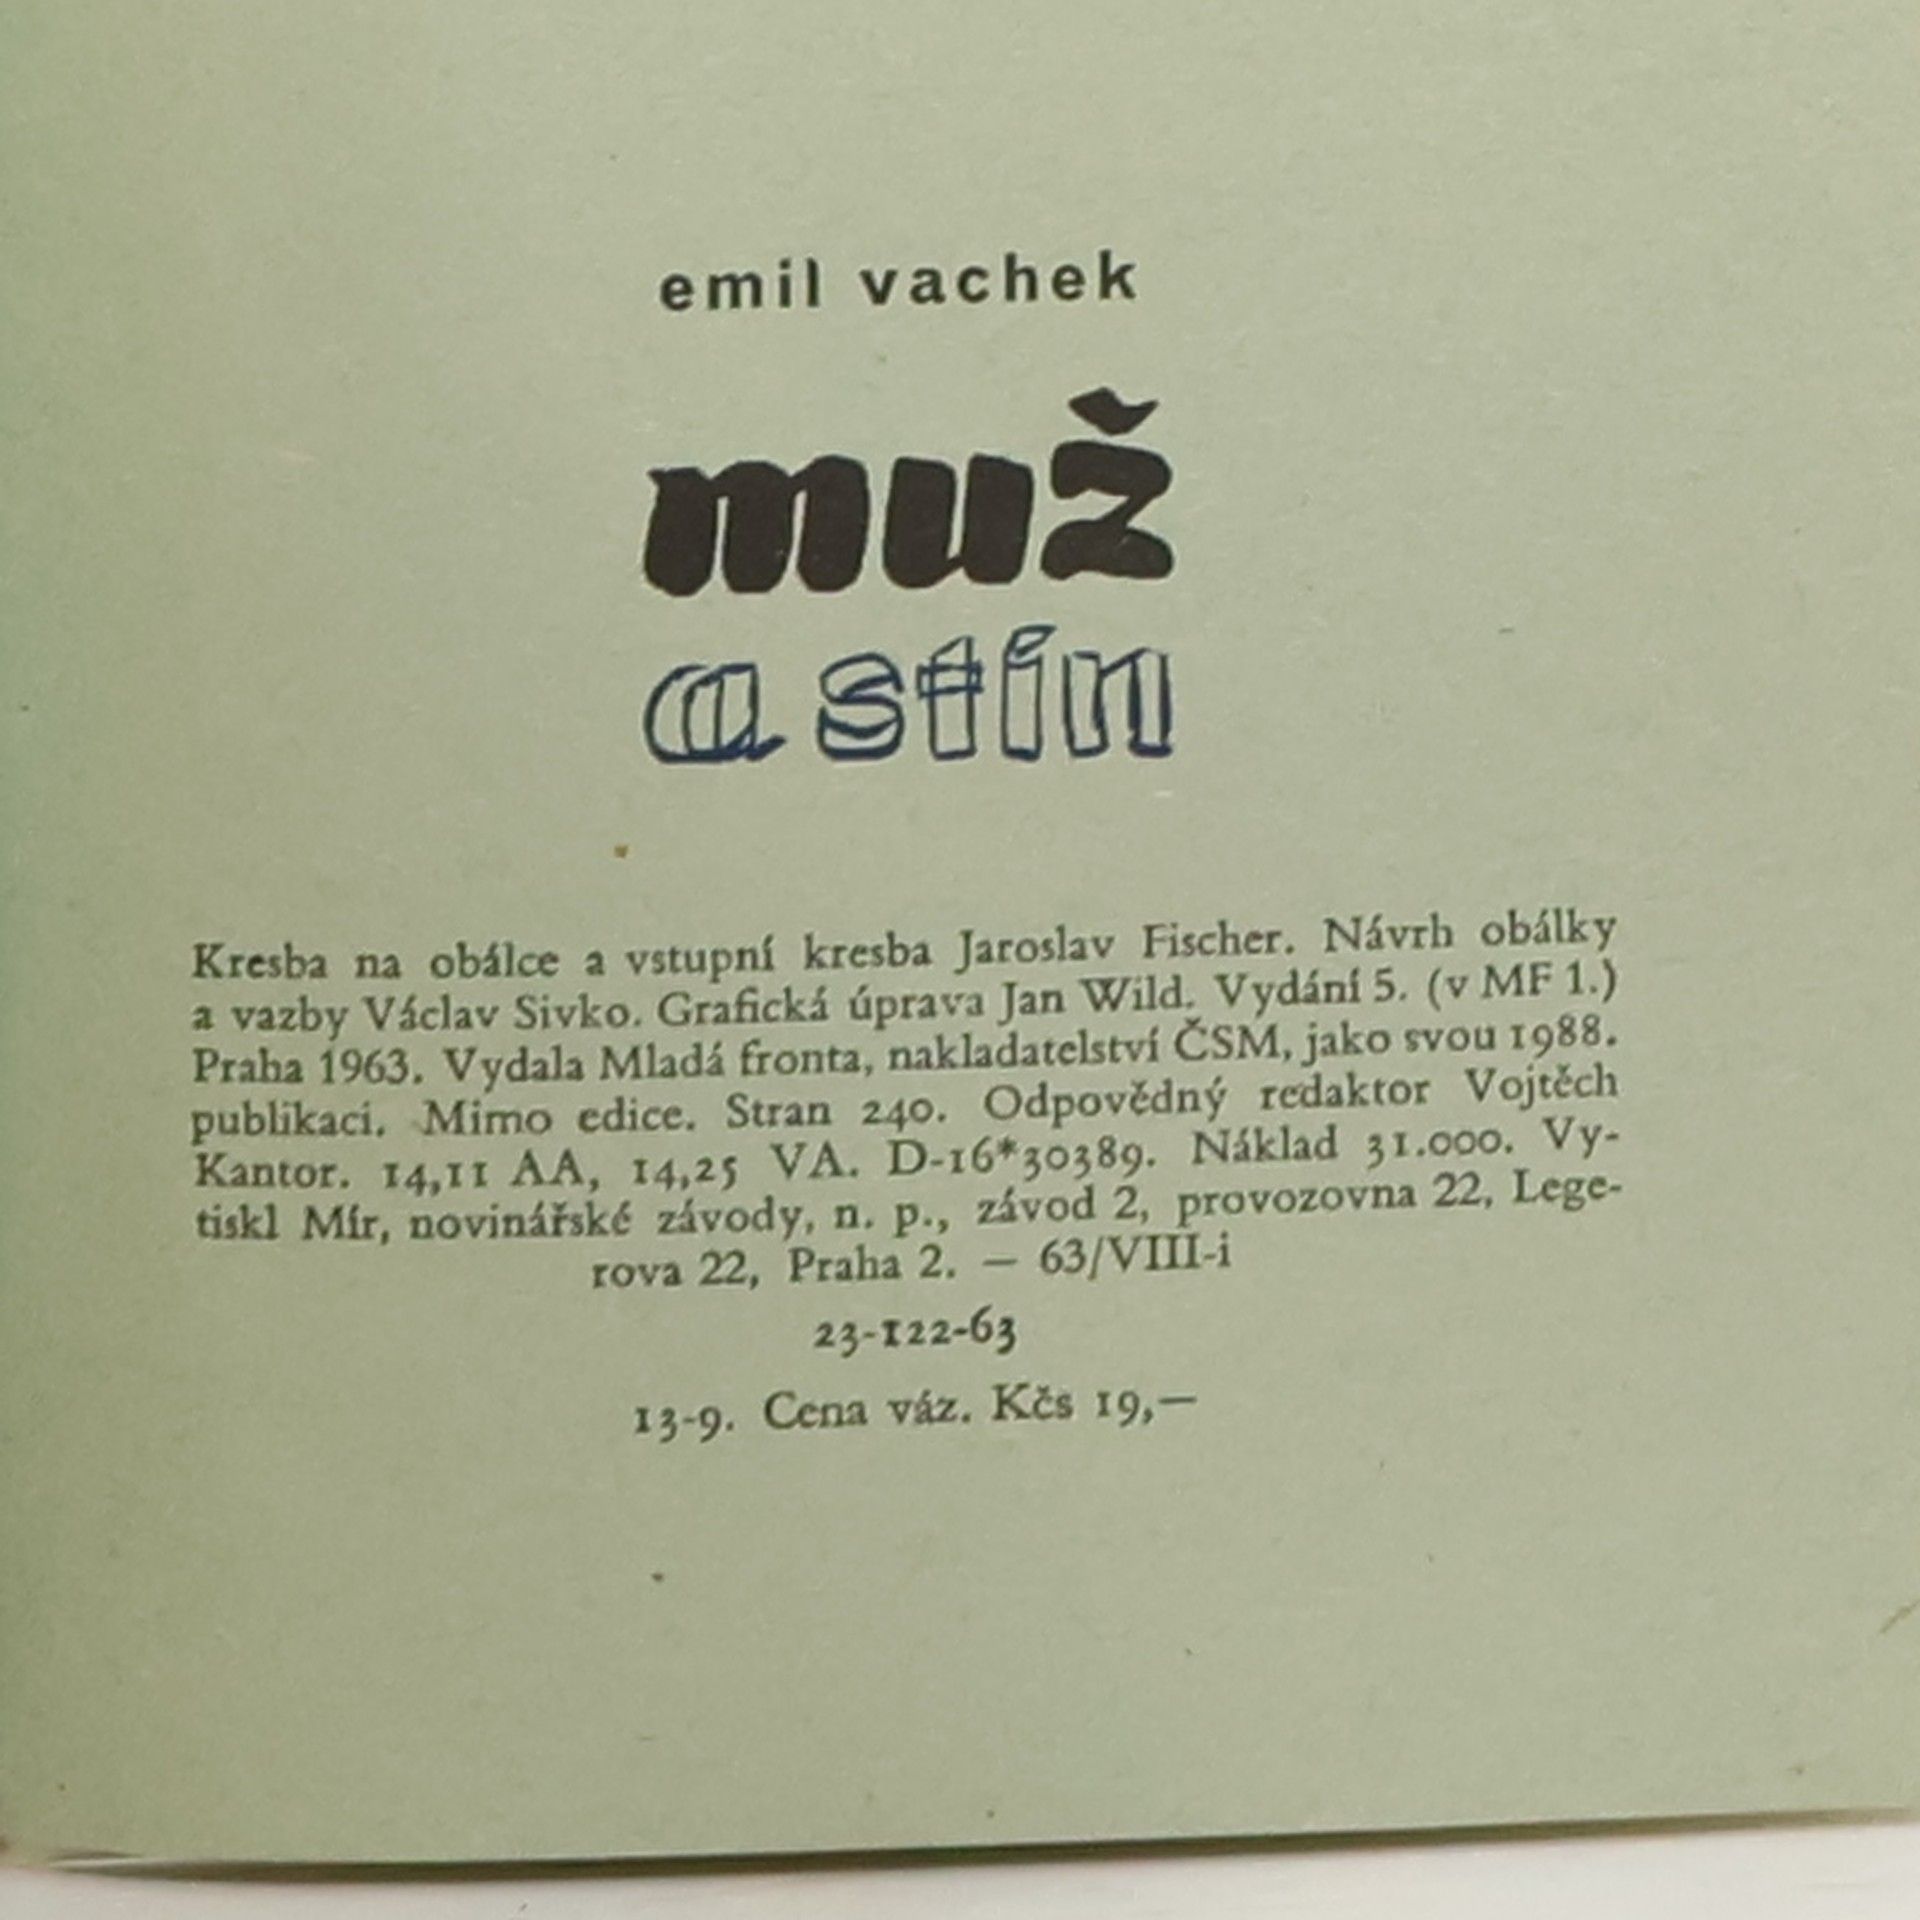 emil vachek
muž
a stín
Kresba na obálce a vstupní kresba Jaroslav Fischer. Návrh obálky
a vazby Václav Sivko. Grafická úprava Jan Wild. Vydání 5. (v MF 1.)
Praha 1963. Vydala Mladá fronta, nakladatelství ČSM, jako svou 1988.
publikaci. Mimo edice. Stran 240. Odpovědný redaktor Vojtěch
Kantor. 14,11 AA, 14,25 VA. D-16*30389. Náklad 31.000. Vy-
tiskl Mír, novinářské závody, n. p., závod 2, provozovna 22, Lege-
rova 22, Praha 2. — 63/VIII-i
23-122-63
13-9. Cena váz. Kčs 19,—